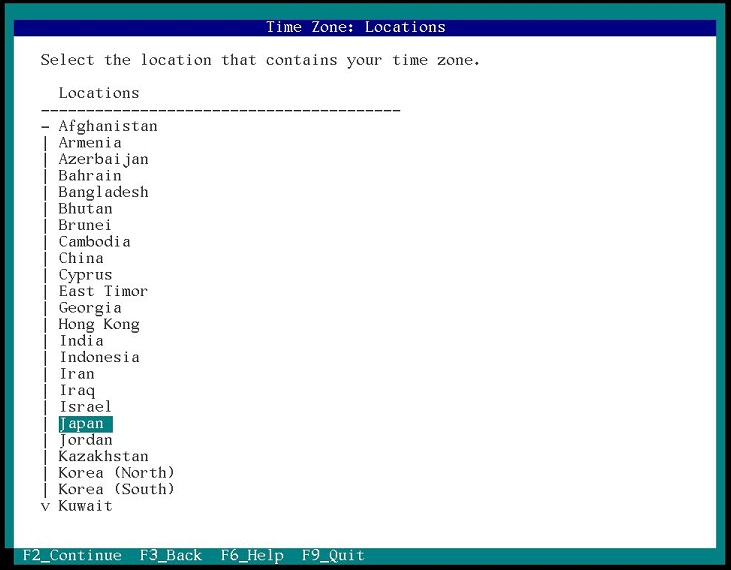 Time Zone: Locations
Select the location that contains your time zone.
Locations
----------------------------------------
- Afghanistan
| Armenia
| Azerbaijan
| Bahrain
| Bangladesh
| Bhutan
| Brunei
| Cambodia
| China
| Cyprus
| East Timor
| Georgia
| Hong Kong
| India
| Indonesia
| Iran
| Iraq
| Israel
| Japan
| Jordan
| Kazakhstan
| Korea (North)
| Korea (South)
v Kuwait
F2_Continue F3_Back F6_Help F9_Quit